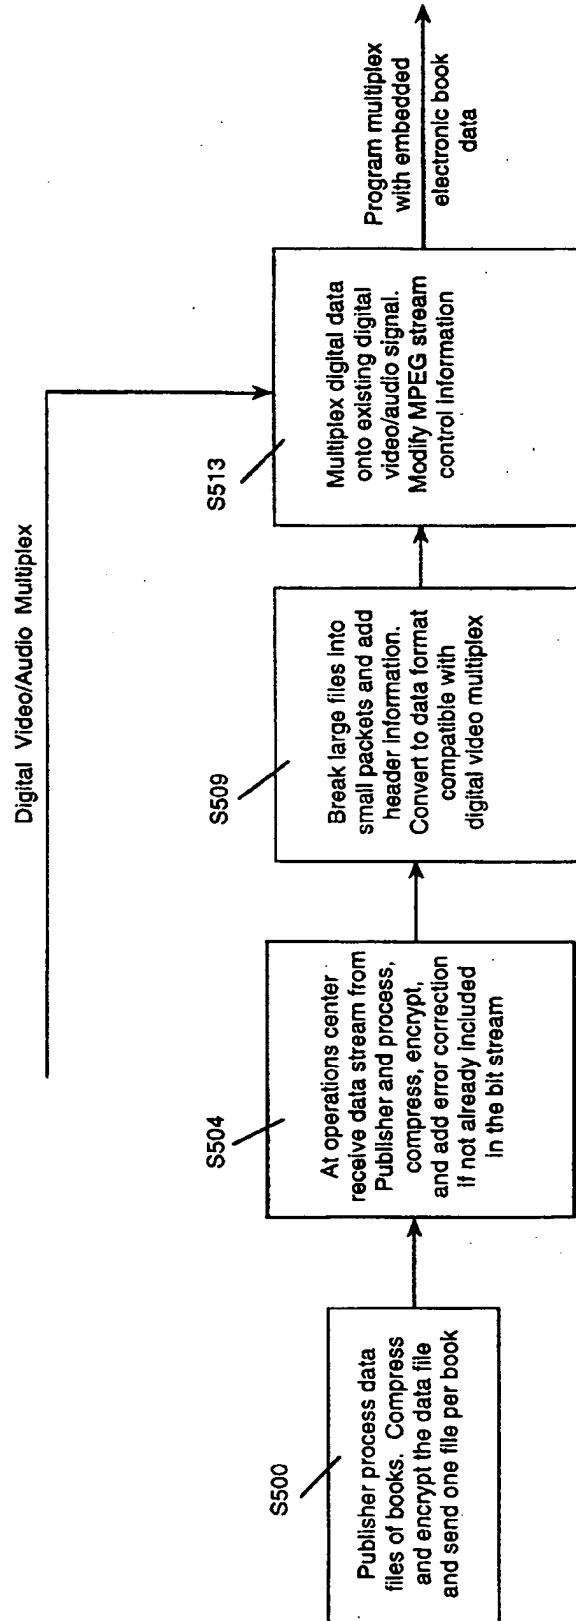 Digital Video/Audio Multiplex
S500
Publisher process data
files of books. Compress
and encrypt the data file
and send one file per book
S504
At operations center
receive data stream from
Publisher and process,
compress, encrypt,
and add error correction
if not already included
in the bit stream
S509
Break large files into
small packets and add
header information.
Convert to data format
compatible with
digital video multiplex
S513
Multiplex digital data
onto existing digital
video/audio signal.
Modify MPEG stream
control information
Program multiplex
with embedded
electronic book
data